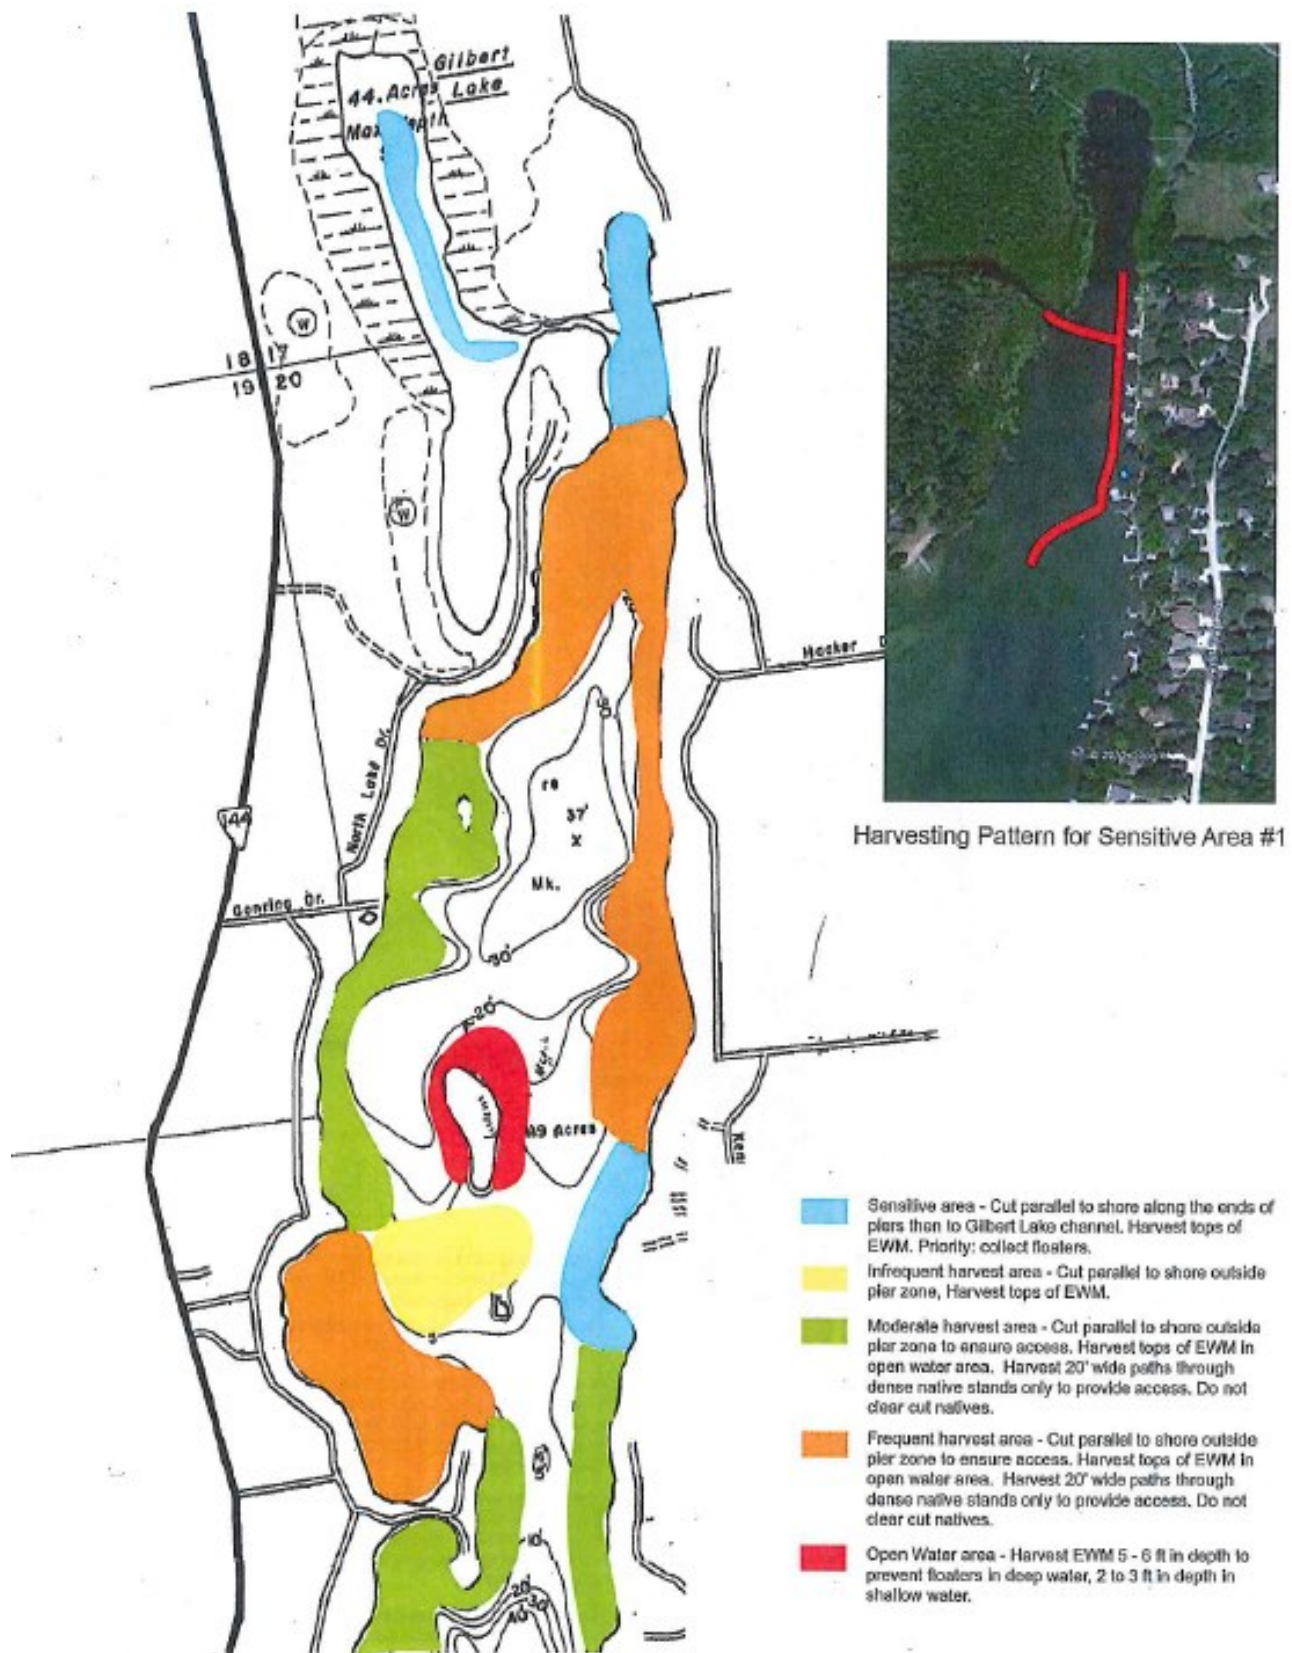 Gilbert
Lake
44. Acres
W
18 17
19 20
W
Hacker
North Lake Dr.
144
37'
X
Mk.
30'
20'
A9 Acres
5
10'
20'
30
40'
Harvesting Pattern for Sensitive Area #1
Sensitive area - Cut parallel to shore along the ends of
piers then to Gilbert Lake channel. Harvest tops of
EWM. Priority: collect floaters.
Infrequent harvest area - Cut parallel to shore outside
pier zone, Harvest tops of EWM.
Moderate harvest area - Cut parallel to shore outside
pier zone to ensure access. Harvest tops of EWM in
open water area. Harvest 20' wide paths through
dense native stands only to provide access. Do not
clear cut natives.
Frequent harvest area - Cut parallel to shore outside
pier zone to ensure access. Harvest tops of EWM in
open water area. Harvest 20' wide paths through
dense native stands only to provide access. Do not
clear cut natives.
Open Water area - Harvest EWM 5 - 6 ft in depth to
prevent floaters in deep water, 2 to 3 ft in depth in
shallow water.